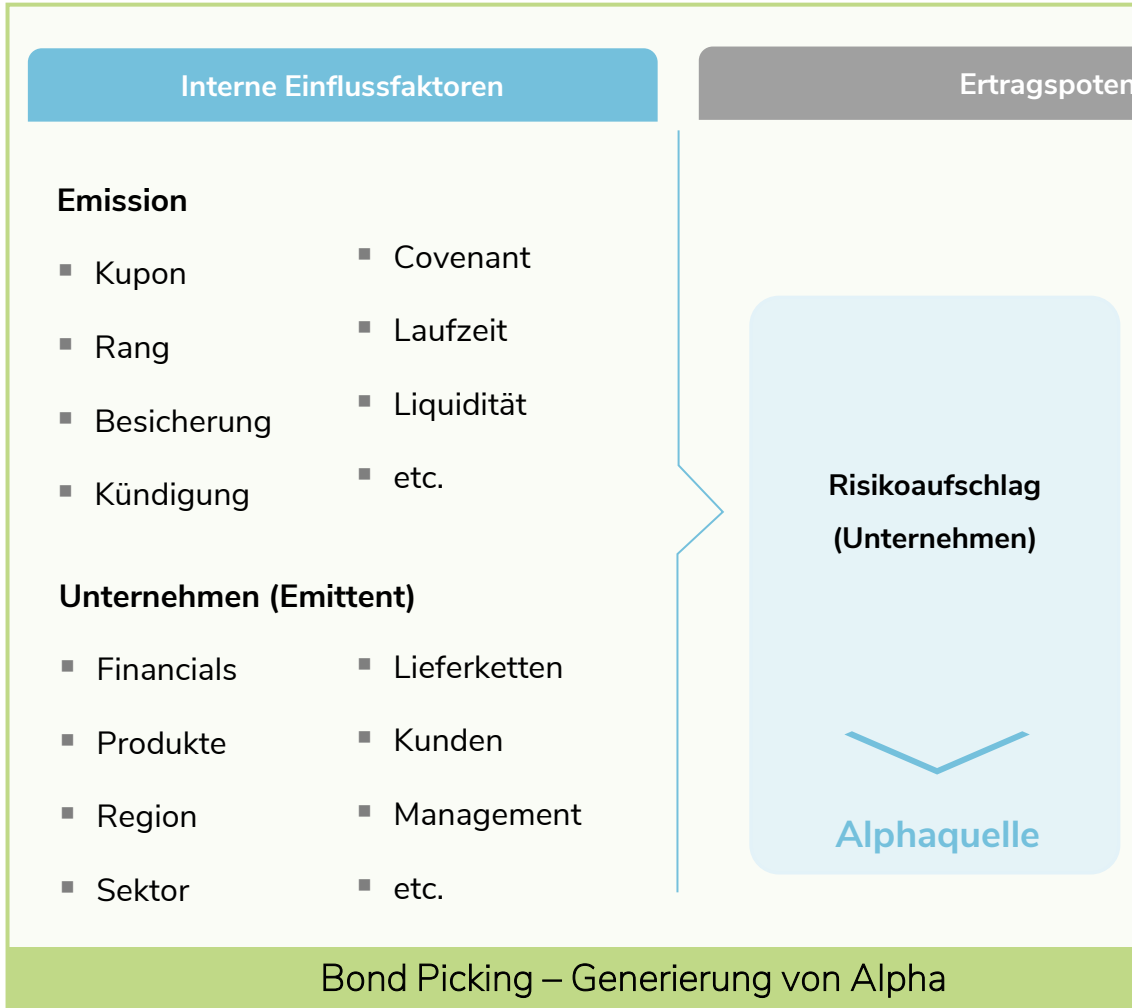 Interne Einflussfaktoren
Ertragspoten
Emission
Kupon
Rang
Besicherung
Kündigung
Covenant
Laufzeit
Liquidität
etc.
Unternehmen (Emittent)
Financials
Produkte
Region
Sektor
Lieferketten
Kunden
Management
etc.
Risikoaufschlag
(Unternehmen)
Alphaquelle
Bond Picking – Generierung von Alpha